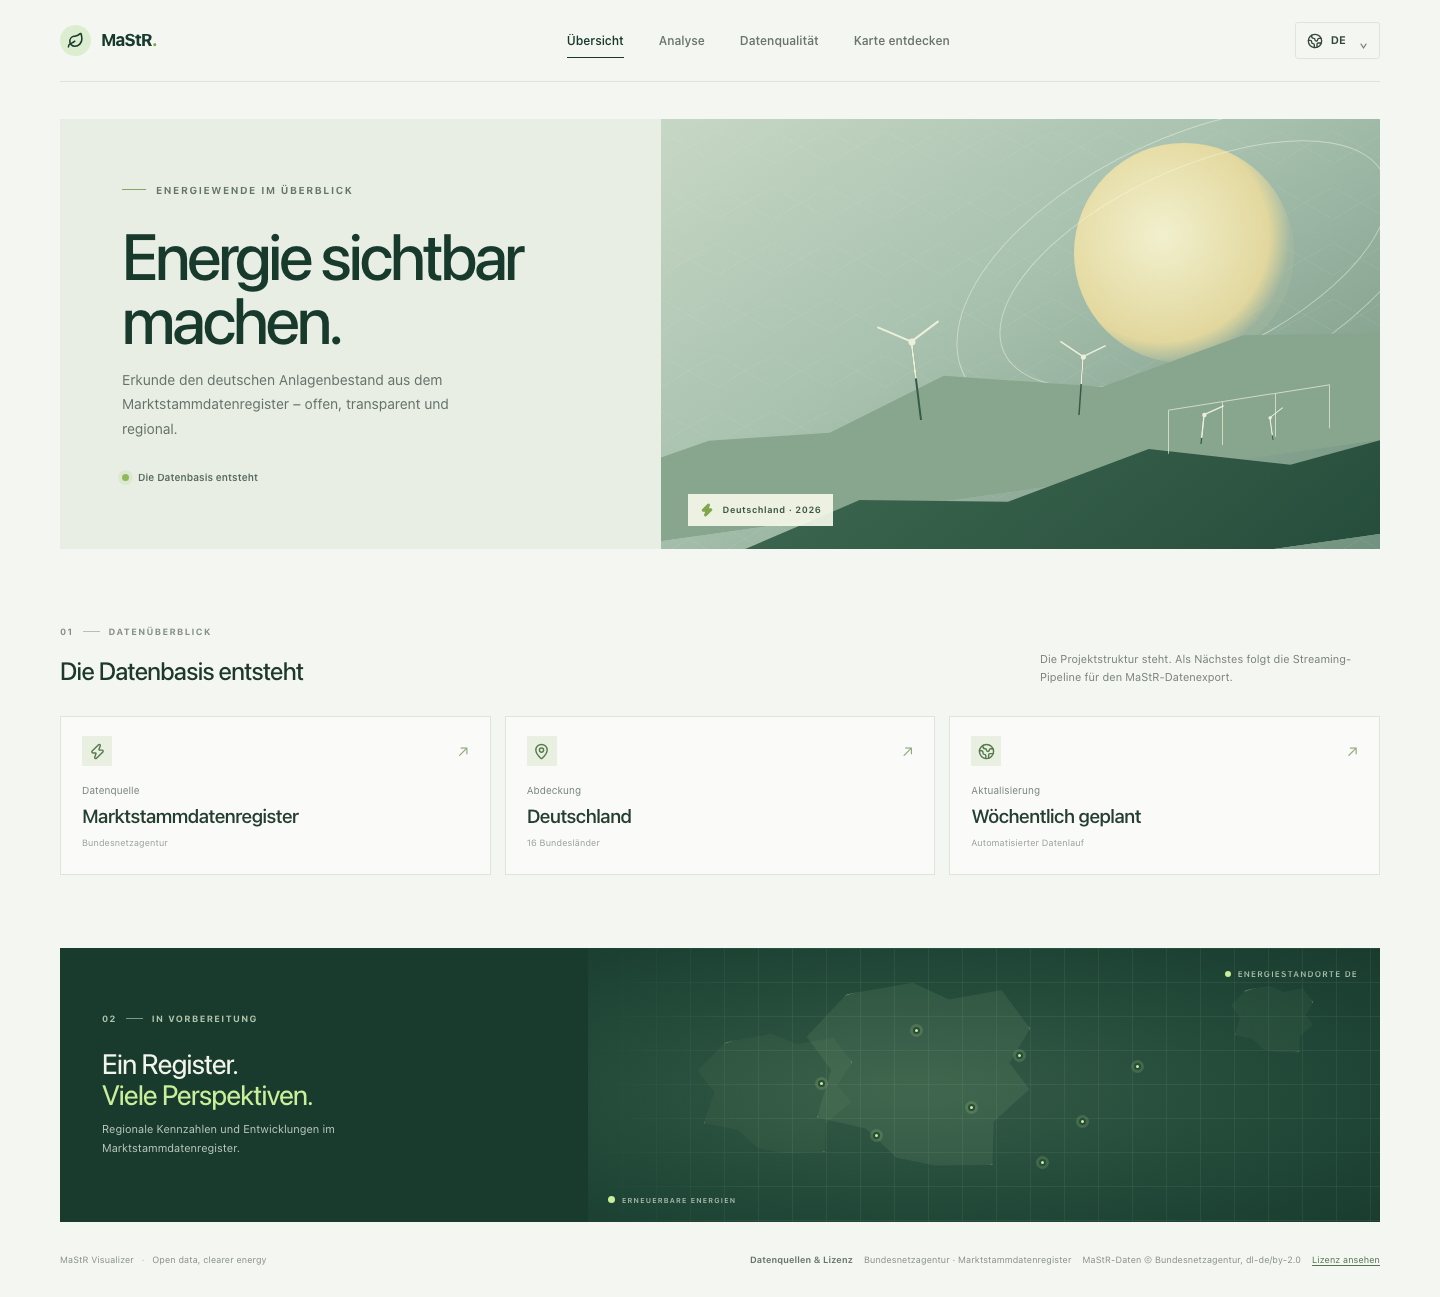 MaStR.
Übersicht
Analyse
Datenqualität
Karte entdecken
DE
ENERGIEWENDE IM ÜBERBLICK
Energie sichtbar
machen.
Erkunde den deutschen Anlagenbestand aus dem
Marktstammdatenregister – offen, transparent und
regional.
Die Datenbasis entsteht
Deutschland · 2026
01 — DATENÜBERBLICK
Die Datenbasis entsteht
Die Projektstruktur steht. Als Nächstes folgt die Streaming-
Pipeline für den MaStR-Datenexport.
Datenquelle
Marktstammdatenregister
Bundesnetzagentur
Abdeckung
Deutschland
16 Bundesländer
Aktualisierung
Wöchentlich geplant
Automatisierter Datenlauf
02 — IN VORBEREITUNG
Ein Register.
Viele Perspektiven.
Regionale Kennzahlen und Entwicklungen im
Marktstammdatenregister.
ENERGIESTANDORTE DE
ERNEUERBARE ENERGIEN
MaStR Visualizer · Open data, clearer energy
Datenquellen & Lizenz Bundesnetzagentur · Marktstammdatenregister MaStR-Daten © Bundesnetzagentur, dl-de/by-2.0 Lizenz ansehen